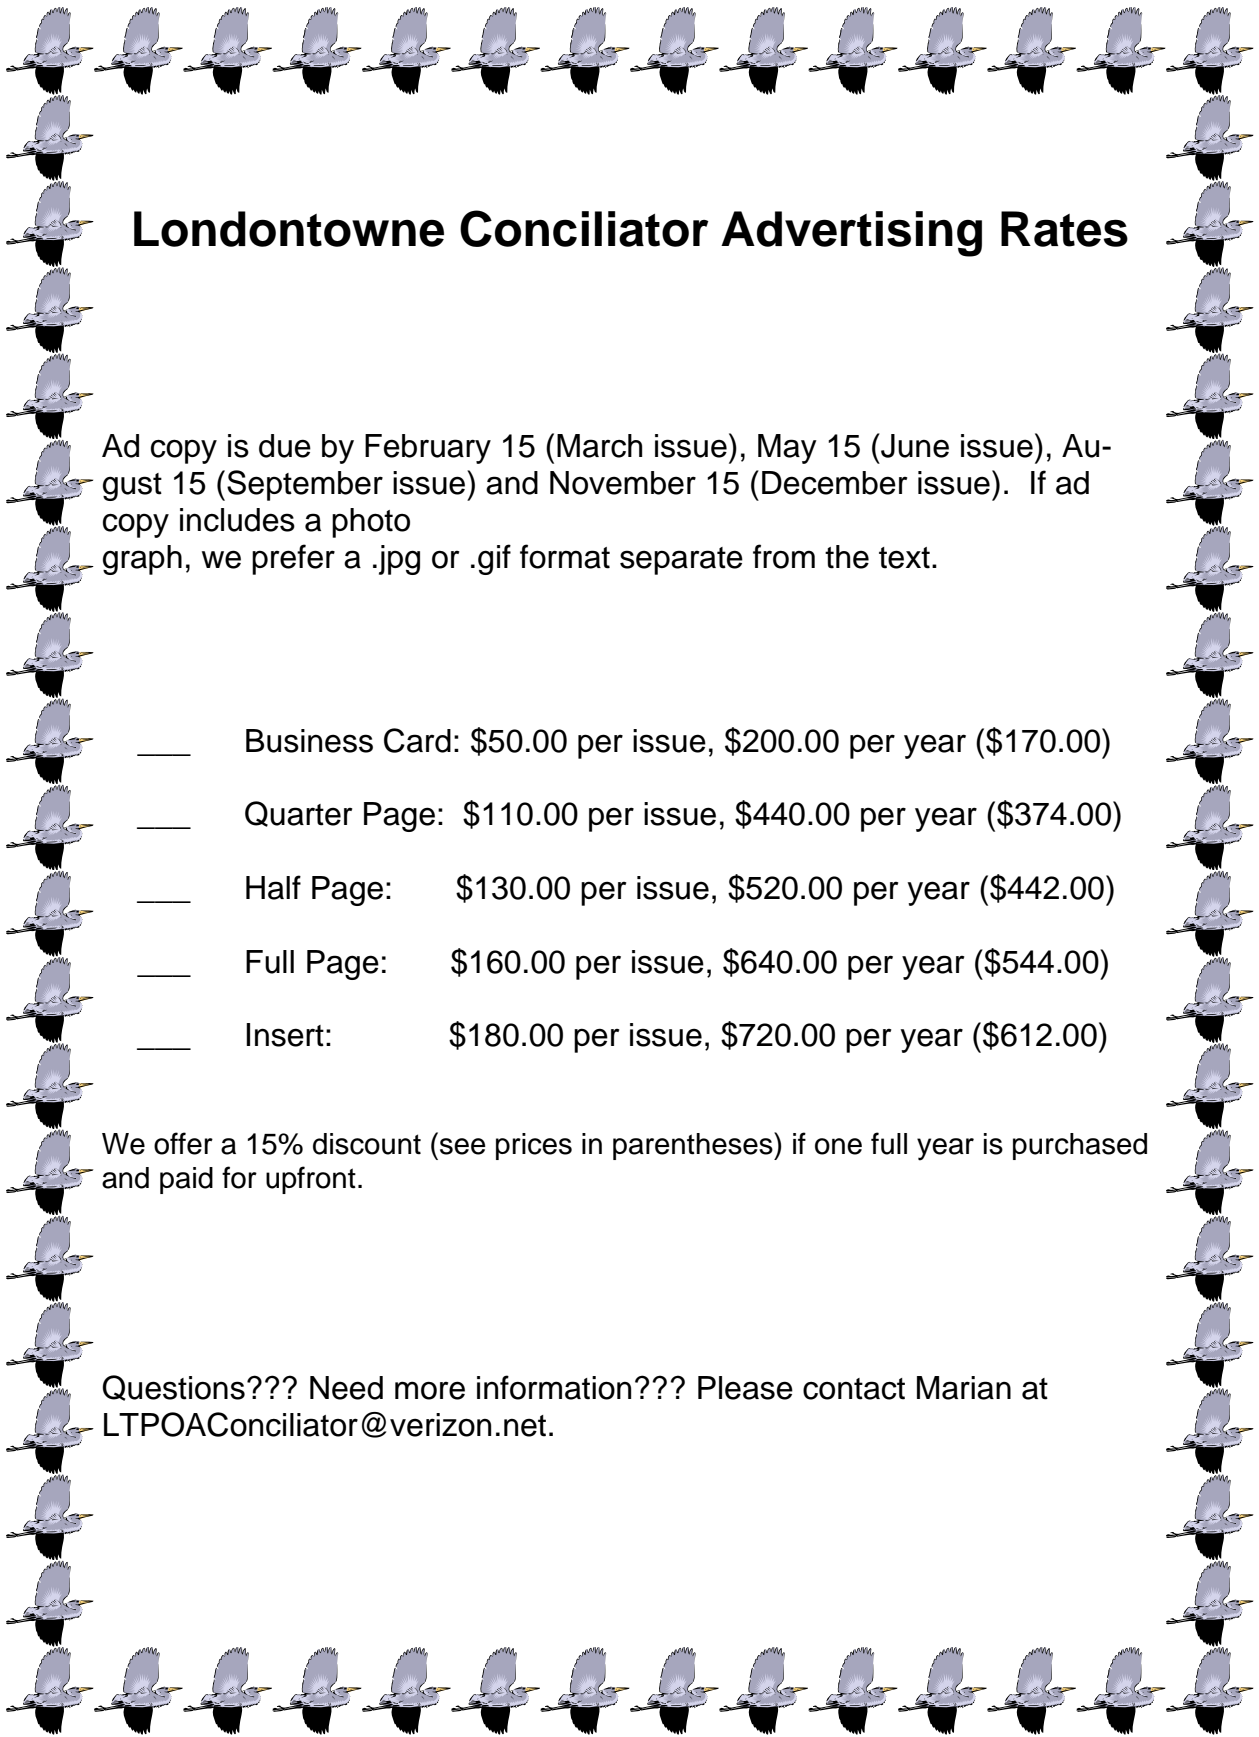 Londontowne Conciliator Advertising Rates
Ad copy is due by February 15 (March issue), May 15 (June issue), Au-
gust 15 (September issue) and November 15 (December issue).  If ad
copy includes a photo
graph, we prefer a .jpg or .gif format separate from the text.
___ Business Card: $50.00 per issue, $200.00 per year ($170.00)
___ Quarter Page:  $110.00 per issue, $440.00 per year ($374.00)
___ Half Page: $130.00 per issue, $520.00 per year ($442.00)
___ Full Page: $160.00 per issue, $640.00 per year ($544.00)
___ Insert: $180.00 per issue, $720.00 per year ($612.00)
We offer a 15% discount (see prices in parentheses) if one full year is purchased
and paid for upfront.
Questions??? Need more information??? Please contact Marian at
LTPOAConciliator@verizon.net.